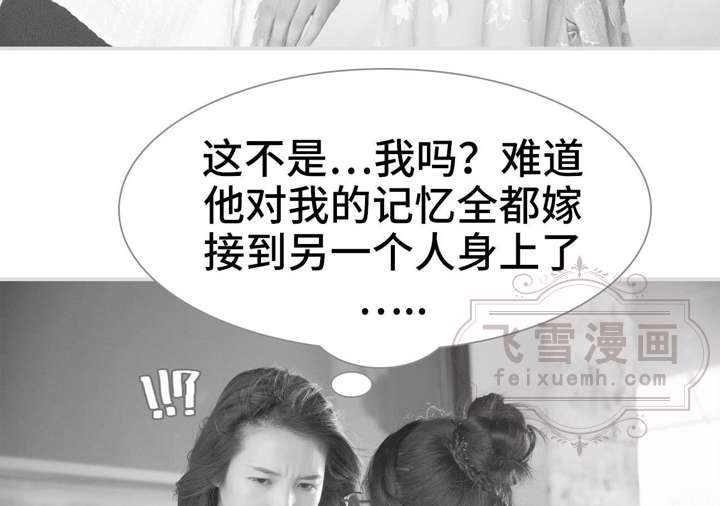 这不是…我吗？难道
他对我的记忆全都嫁
接到另一个人身上了
…..
!!!?
飞雪漫画
feixuemh.com